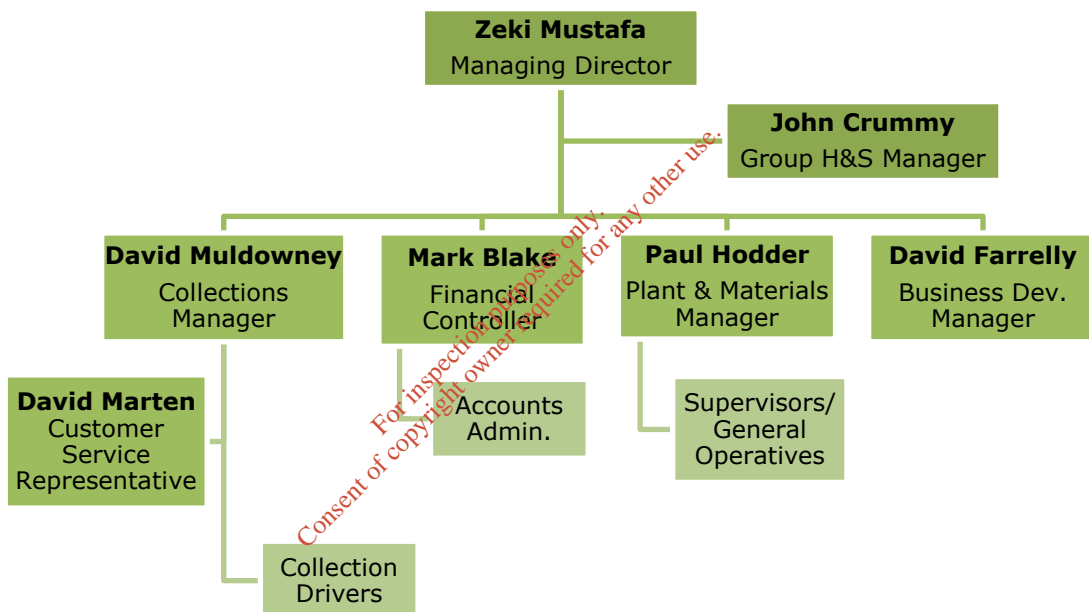 Zeki Mustafa
Managing Director
John Crummy
Group H&S Manager
David Muldowney
Collections
Manager
Mark Blake
Financial
Controller
Paul Hodder
Plant & Materials
Manager
David Farrelly
Business Dev.
Manager
David Marten
Customer
Service
Representative
Accounts
Admin.
Supervisors/
General
Operatives
Collection
Drivers
For inspection purposes only.
Consent of copyright owner required for any other use.